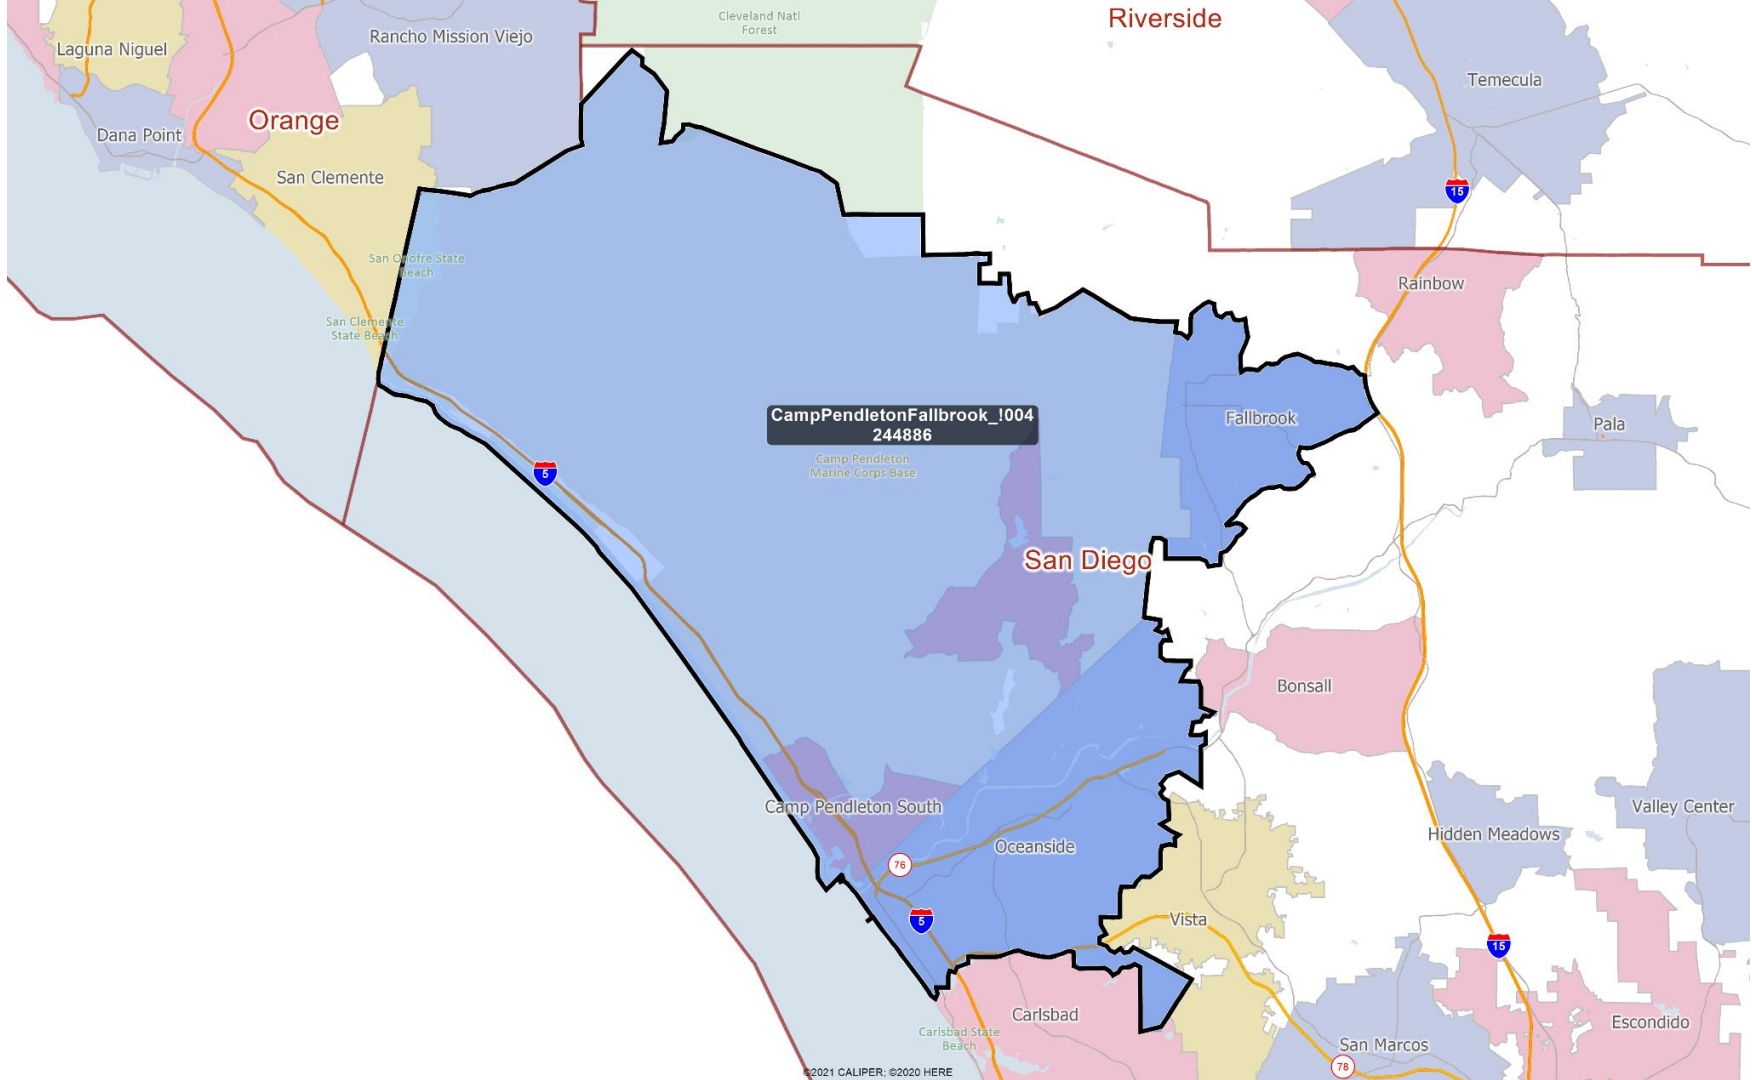 Cleveland Natl
Forest
Riverside
Laguna Niguel
Rancho Mission Viejo
Temecula
Orange
Dana Point
San Clemente
15
San Onofre State
Beach
Rainbow
San Clemente
State Beach
CampPendletonFallbrook_!004
244886
Fallbrook
Pala
Camp Pendleton
Marine Corps Base
5
San Diego
Bonsall
Camp Pendleton South
Valley Center
Hidden Meadows
Oceanside
76
5
Vista
15
Carlsbad
Escondido
Carlsbad State
Beach
San Marcos
78
©2021 CALIPER; ©2020 HERE